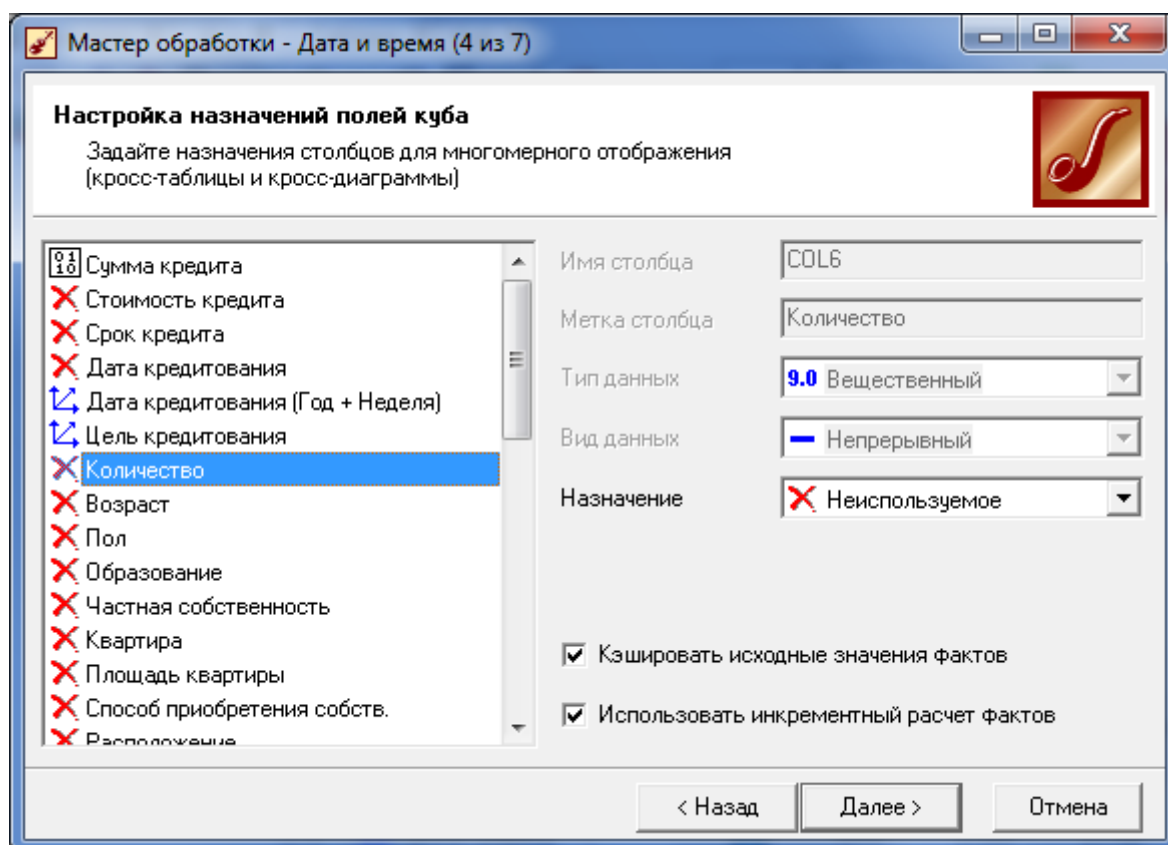 Мастер обработки - Дата и время (4 из 7)
Настройка назначений полей куба
Задайте назначения столбцов для многомерного отображения
(кросс-таблицы и кросс-диаграммы)
Сумма кредита
Стоимость кредита
Срок кредита
Дата кредитования
Дата кредитования (Год + Неделя)
Цель кредитования
Количество
Возраст
Пол
Образование
Частная собственность
Квартира
Площадь квартиры
Способ приобретения собств.
Расположение
Имя столбца COL6
Метка столбца Количество
Тип данных 9.0 Вещественный
Вид данных Непрерывный
Назначение Неиспользуемое
Кэшировать исходные значения фактов
Использовать инкрементный расчет фактов
< Назад Далее > Отмена